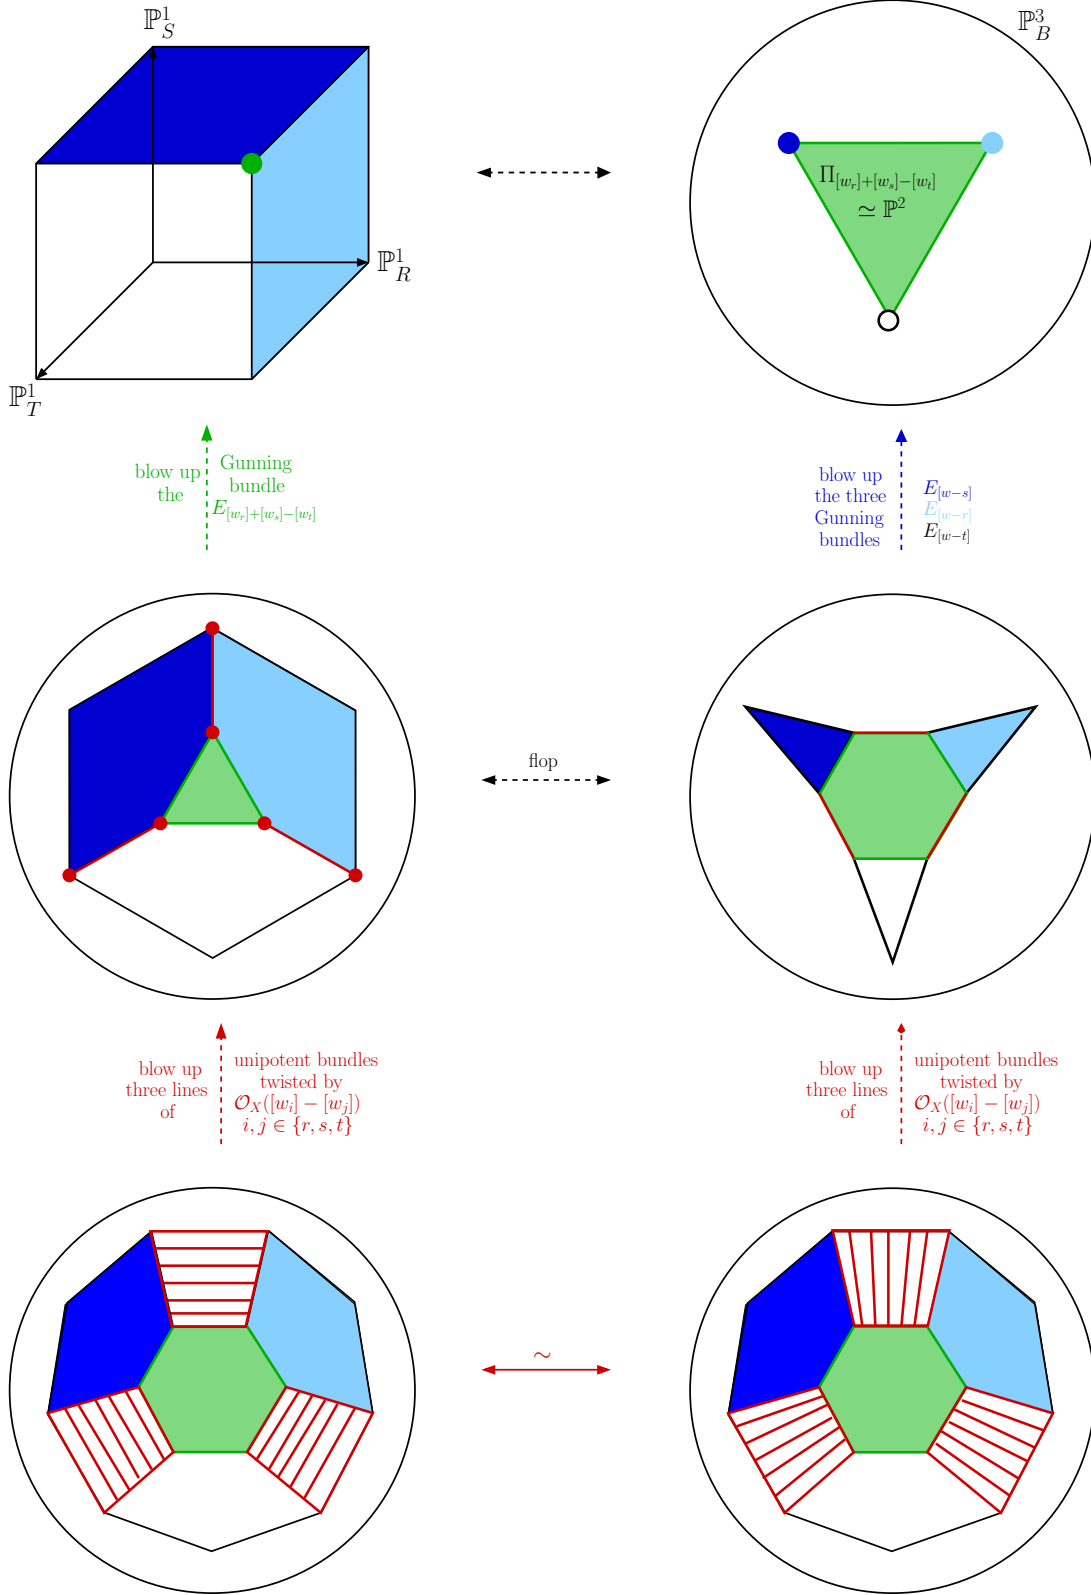 ℙ¹_S
ℙ³_B
ℙ¹_R
ℙ¹_T
Π_{[w_r]+[w_s]−[w_t]}
≃ ℙ²
blow up
the
Gunning
bundle
E_{[w_r]+[w_s]−[w_t]}
blow up
the three
Gunning
bundles
E_{[w−s]}
E_{[w−r]}
E_{[w−t]}
flop
blow up
three lines
of
unipotent bundles
twisted by
𝒪_X([w_i] − [w_j])
i, j ∈ {r, s, t}
blow up
three lines
of
unipotent bundles
twisted by
𝒪_X([w_i] − [w_j])
i, j ∈ {r, s, t}
∼